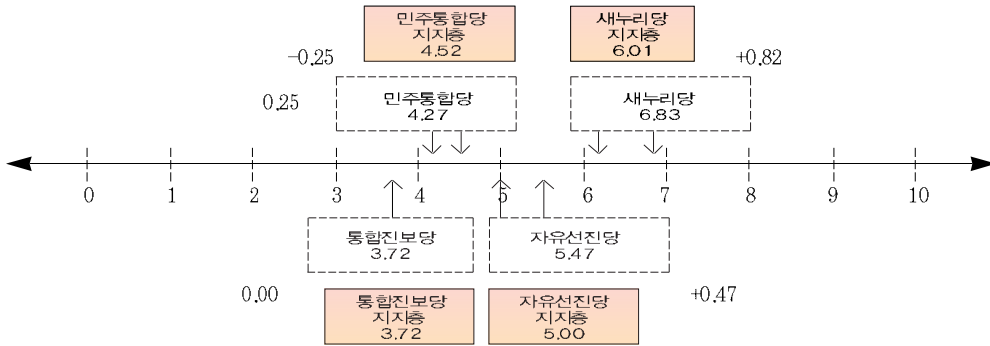 민주통합당
지지층
4.52
새누리당
지지층
6.01
-0.25
+0.82
0.25
민주통합당
4.27
새누리당
6.83
0 1 2 3 4 5 6 7 8 9 10
통합진보당
3.72
자유선진당
5.47
0.00
+0.47
통합진보당
지지층
3.72
자유선진당
지지층
5.00